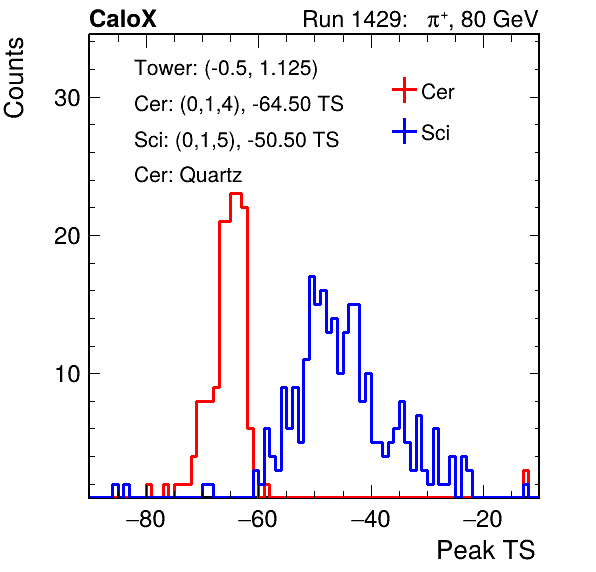 CaloX Run 1429: π⁺, 80 GeV
Counts
Tower: (-0.5, 1.125)
Cer: (0,1,4), -64.50 TS
Sci: (0,1,5), -50.50 TS
Cer: Quartz
Cer
Sci
30
20
10
−80 −60 −40 −20
Peak TS